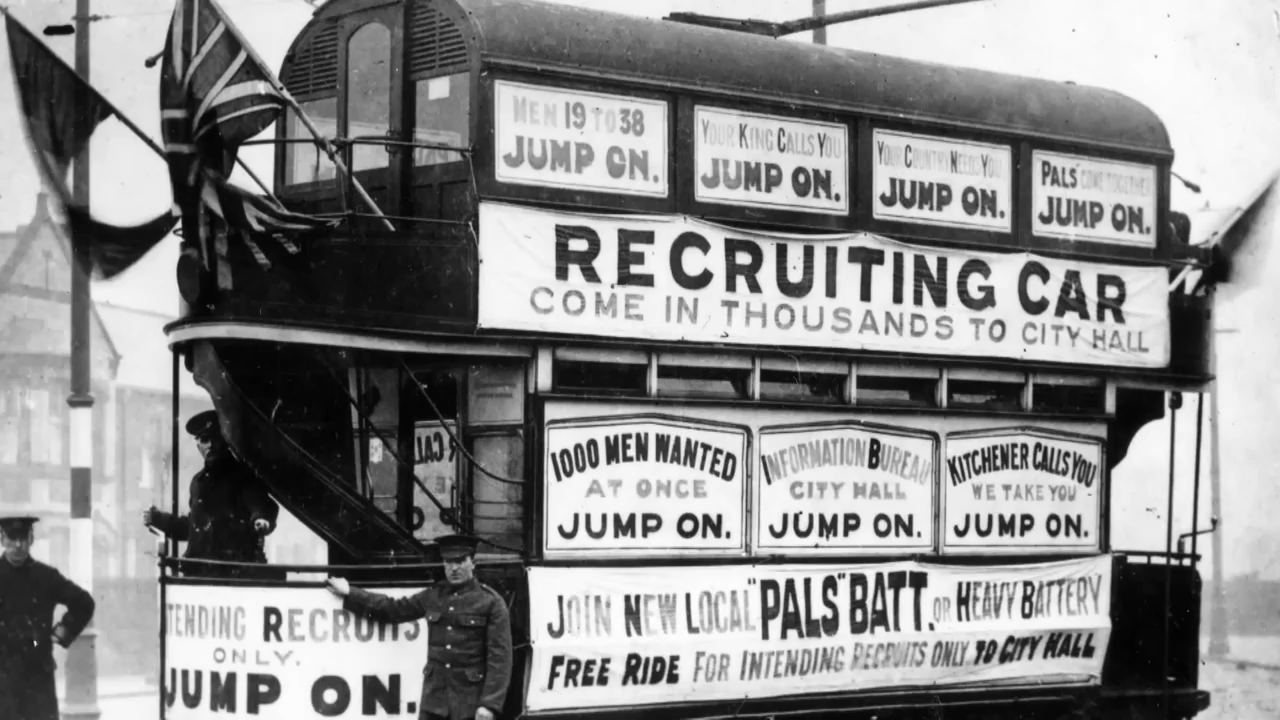 MEN 19 TO 38
JUMP ON.
YOUR KING CALLS YOU
JUMP ON.
YOUR COUNTRY NEEDS YOU
JUMP ON.
PALS' COME TOGETHER
JUMP ON.
RECRUITING CAR
COME IN THOUSANDS TO CITY HALL
1000 MEN WANTED
AT ONCE
JUMP ON.
INFORMATION BUREAU
CITY HALL
JUMP ON.
KITCHENER CALLS YOU
WE TAKE YOU
JUMP ON.
JOIN NEW LOCAL "PALS" BATT. OR HEAVY BATTERY
FREE RIDE FOR INTENDING RECRUITS ONLY TO CITY HALL
TENDING RECRUITS
ONLY.
JUMP ON.